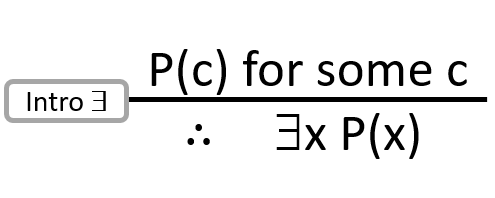 P(c) for some c
Intro ∃
∴ ∃x P(x)